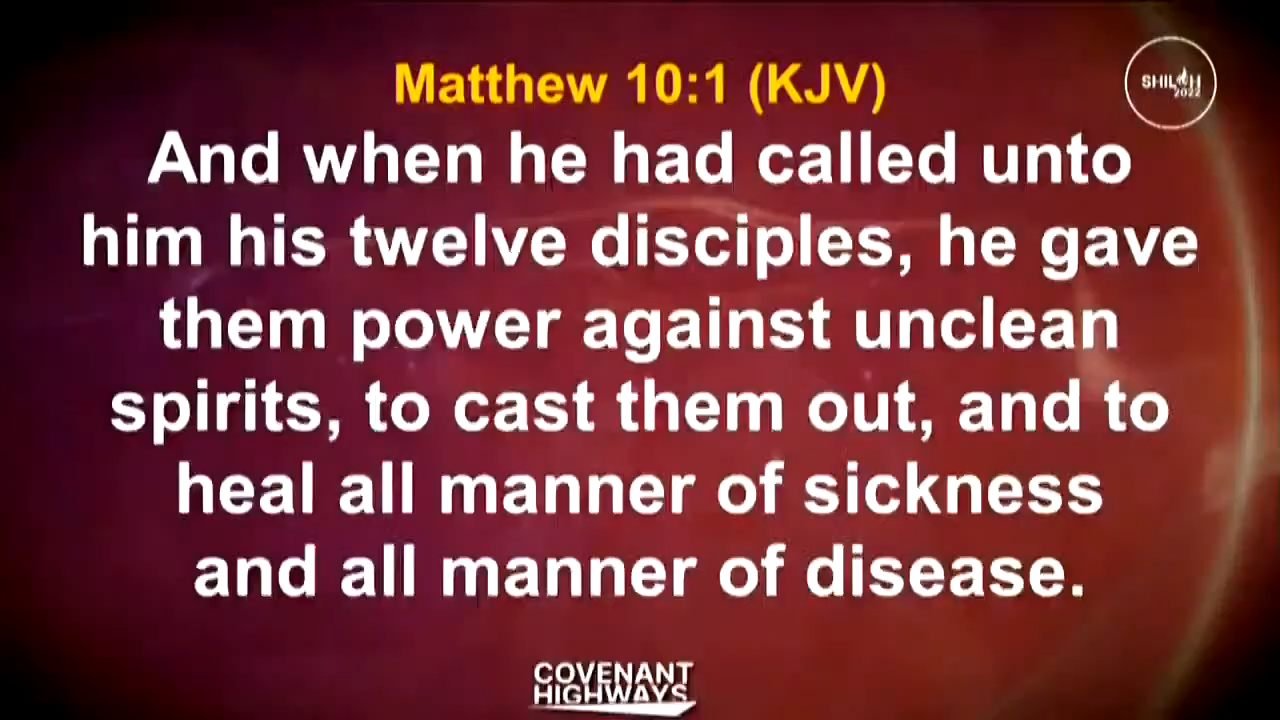 Matthew 10:1 (KJV)
SHILOH
2022
And when he had called unto
him his twelve disciples, he gave
them power against unclean
spirits, to cast them out, and to
heal all manner of sickness
and all manner of disease.
COVENANT
HIGHWAYS